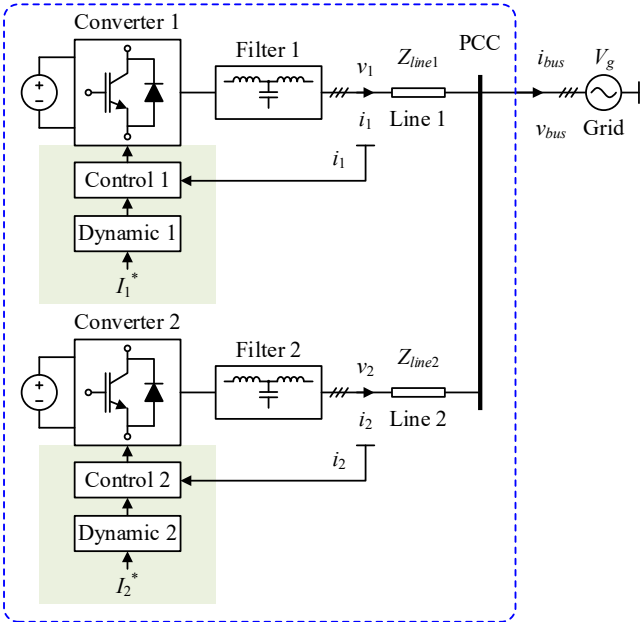 Converter 1
Filter 1
v1
Zline1
PCC
ibus
Vg
+
−
i1
Line 1
vbus
Grid
i1
Control 1
Dynamic 1
I1*
Converter 2
Filter 2
v2
Zline2
+
−
i2
Line 2
i2
Control 2
Dynamic 2
I2*